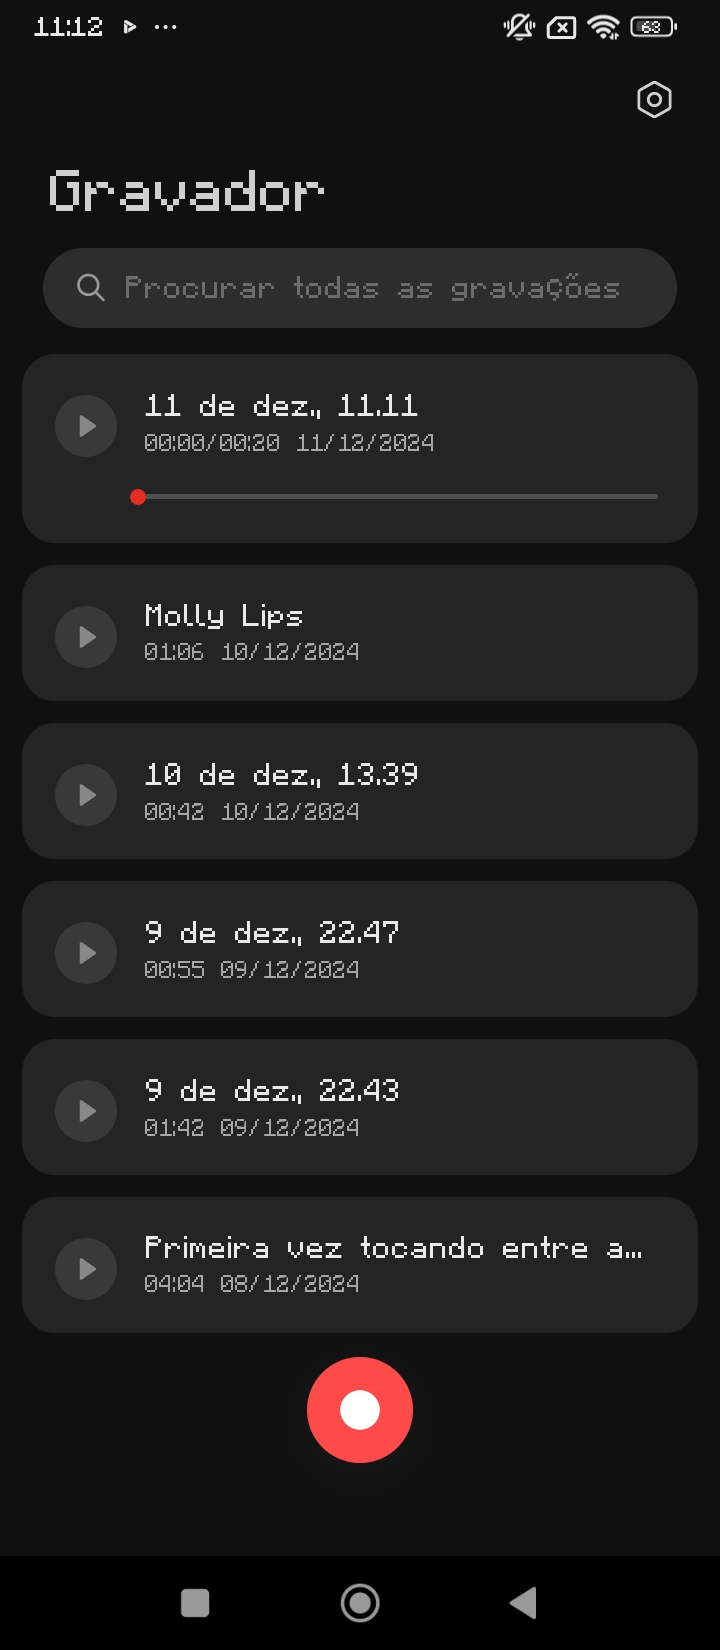 11:12
63
Gravador
Procurar todas as gravações
11 de dez., 11.11
00:00/00:20 11/12/2024
Molly Lips
01:06 10/12/2024
10 de dez., 13.39
00:42 10/12/2024
9 de dez., 22.47
00:55 09/12/2024
9 de dez., 22.43
01:42 09/12/2024
Primeira vez tocando entre a...
04:04 08/12/2024